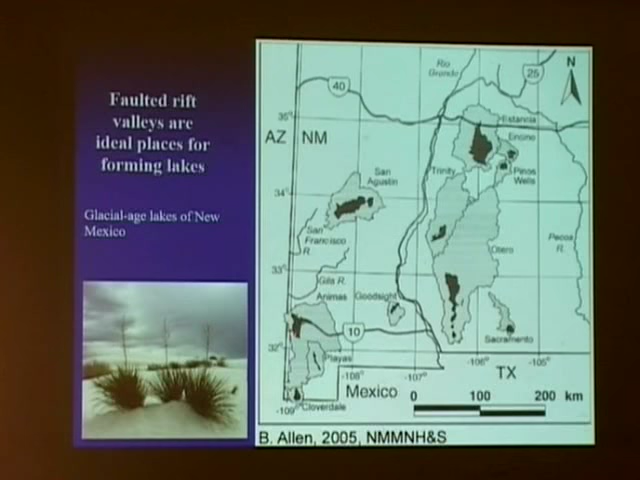 Faulted rift
valleys are
ideal places for
forming lakes
Glacial-age lakes of New
Mexico
N
Rio
Grande
40
25
35°
AZ
NM
Estancia
Encino
Pinos
Wells
Trinity
San
Agustin
34°
San
Francisco
R.
Otero
Pecos
R.
33°
Gila R.
Animas
Goodsight
10
Sacramento
32°
Playas
-108°
-107°
-106°
-105°
TX
Mexico
-109°
Cloverdale
0 100 200 km
B. Allen, 2005, NMMNH&S